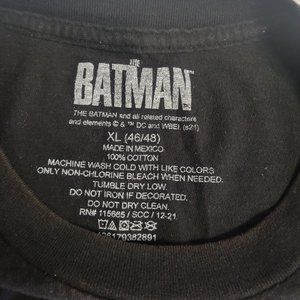 THE
BATMAN
THE BATMAN and all related characters
and elements © & ™ DC and WBEI. (s21)
XL (46/48)
MADE IN MEXICO
100% COTTON
MACHINE WASH COLD WITH LIKE COLORS
ONLY NON-CHLORINE BLEACH WHEN NEEDED.
TUMBLE DRY LOW.
DO NOT IRON IF DECORATED.
DO NOT DRY CLEAN.
RN# 115685 / SCC / 12-21